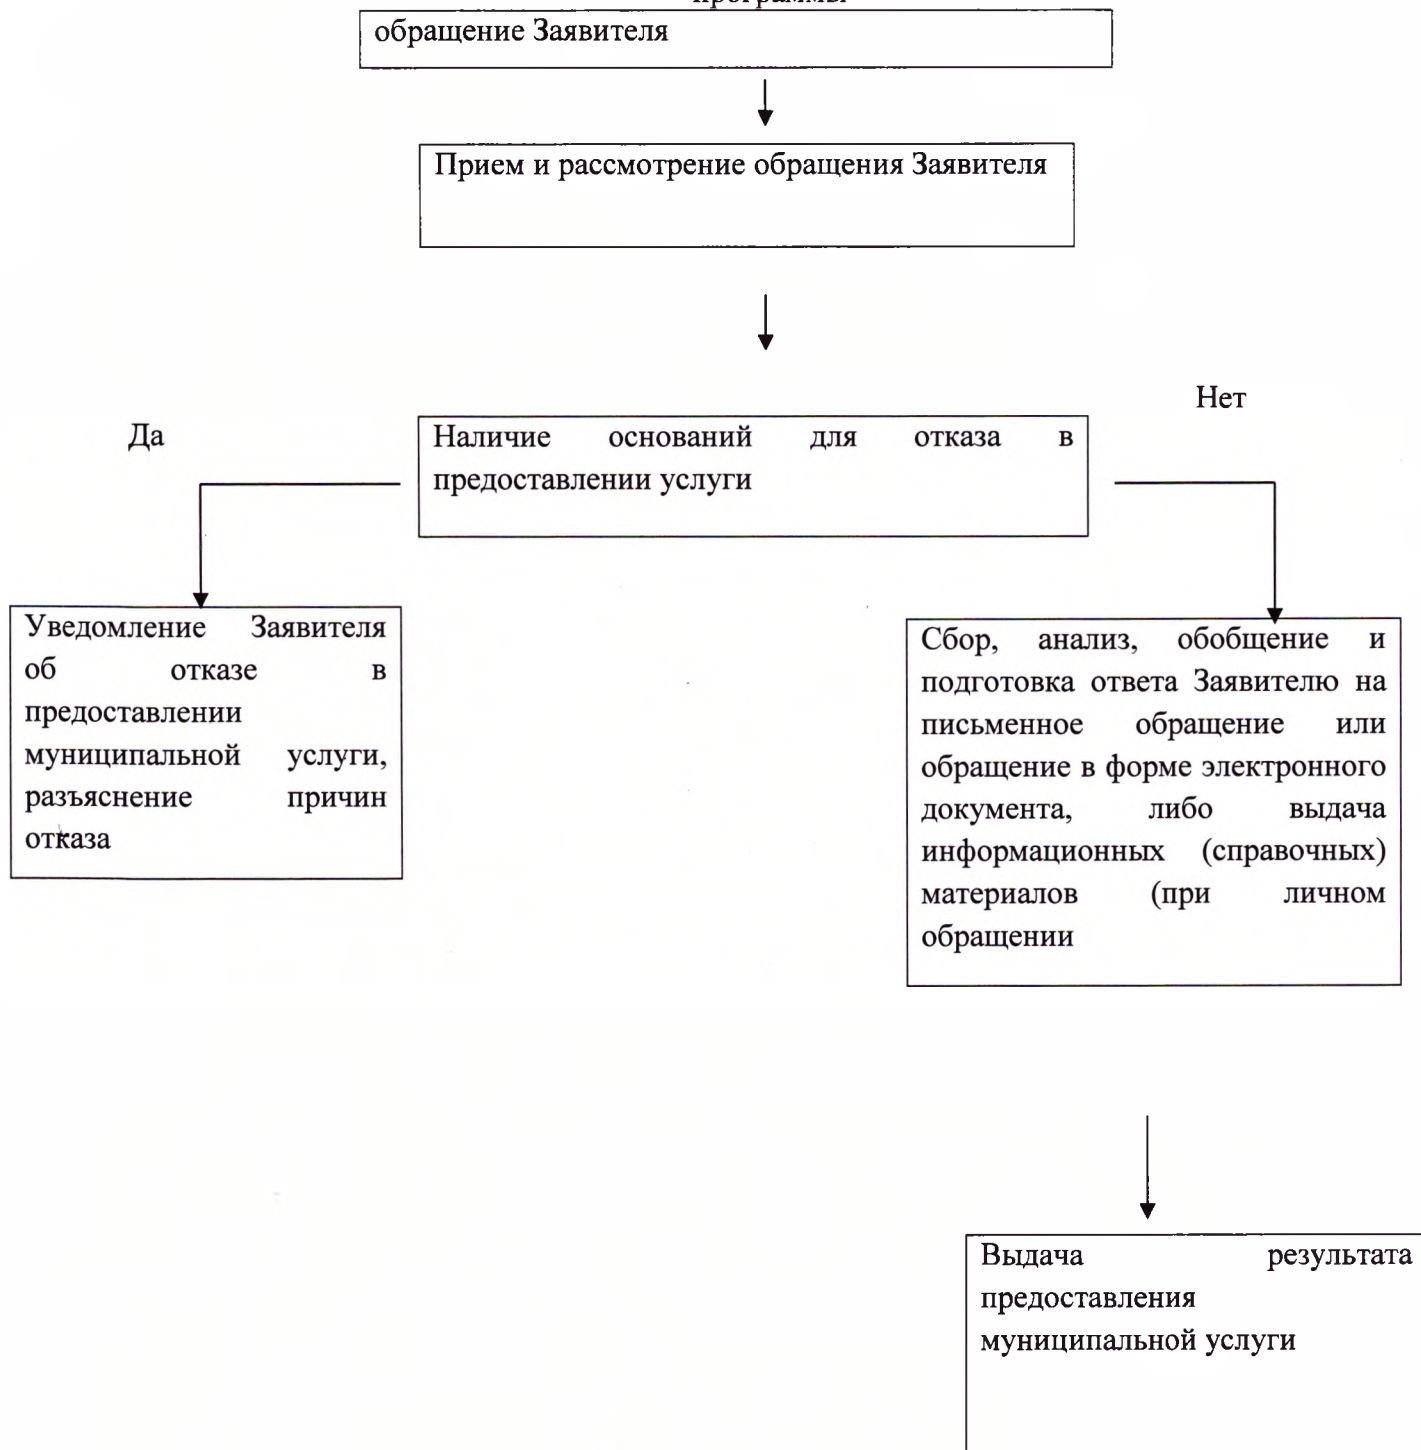 программы
обращение Заявителя
Прием и рассмотрение обращения Заявителя
Нет
Да
Наличие оснований для отказа в
предоставлении услуги
Уведомление Заявителя
об отказе в
предоставлении
муниципальной услуги,
разъяснение причин
отказа
Сбор, анализ, обобщение и
подготовка ответа Заявителю на
письменное обращение или
обращение в форме электронного
документа, либо выдача
информационных (справочных)
материалов (при личном
обращении
Выдача результата
предоставления
муниципальной услуги